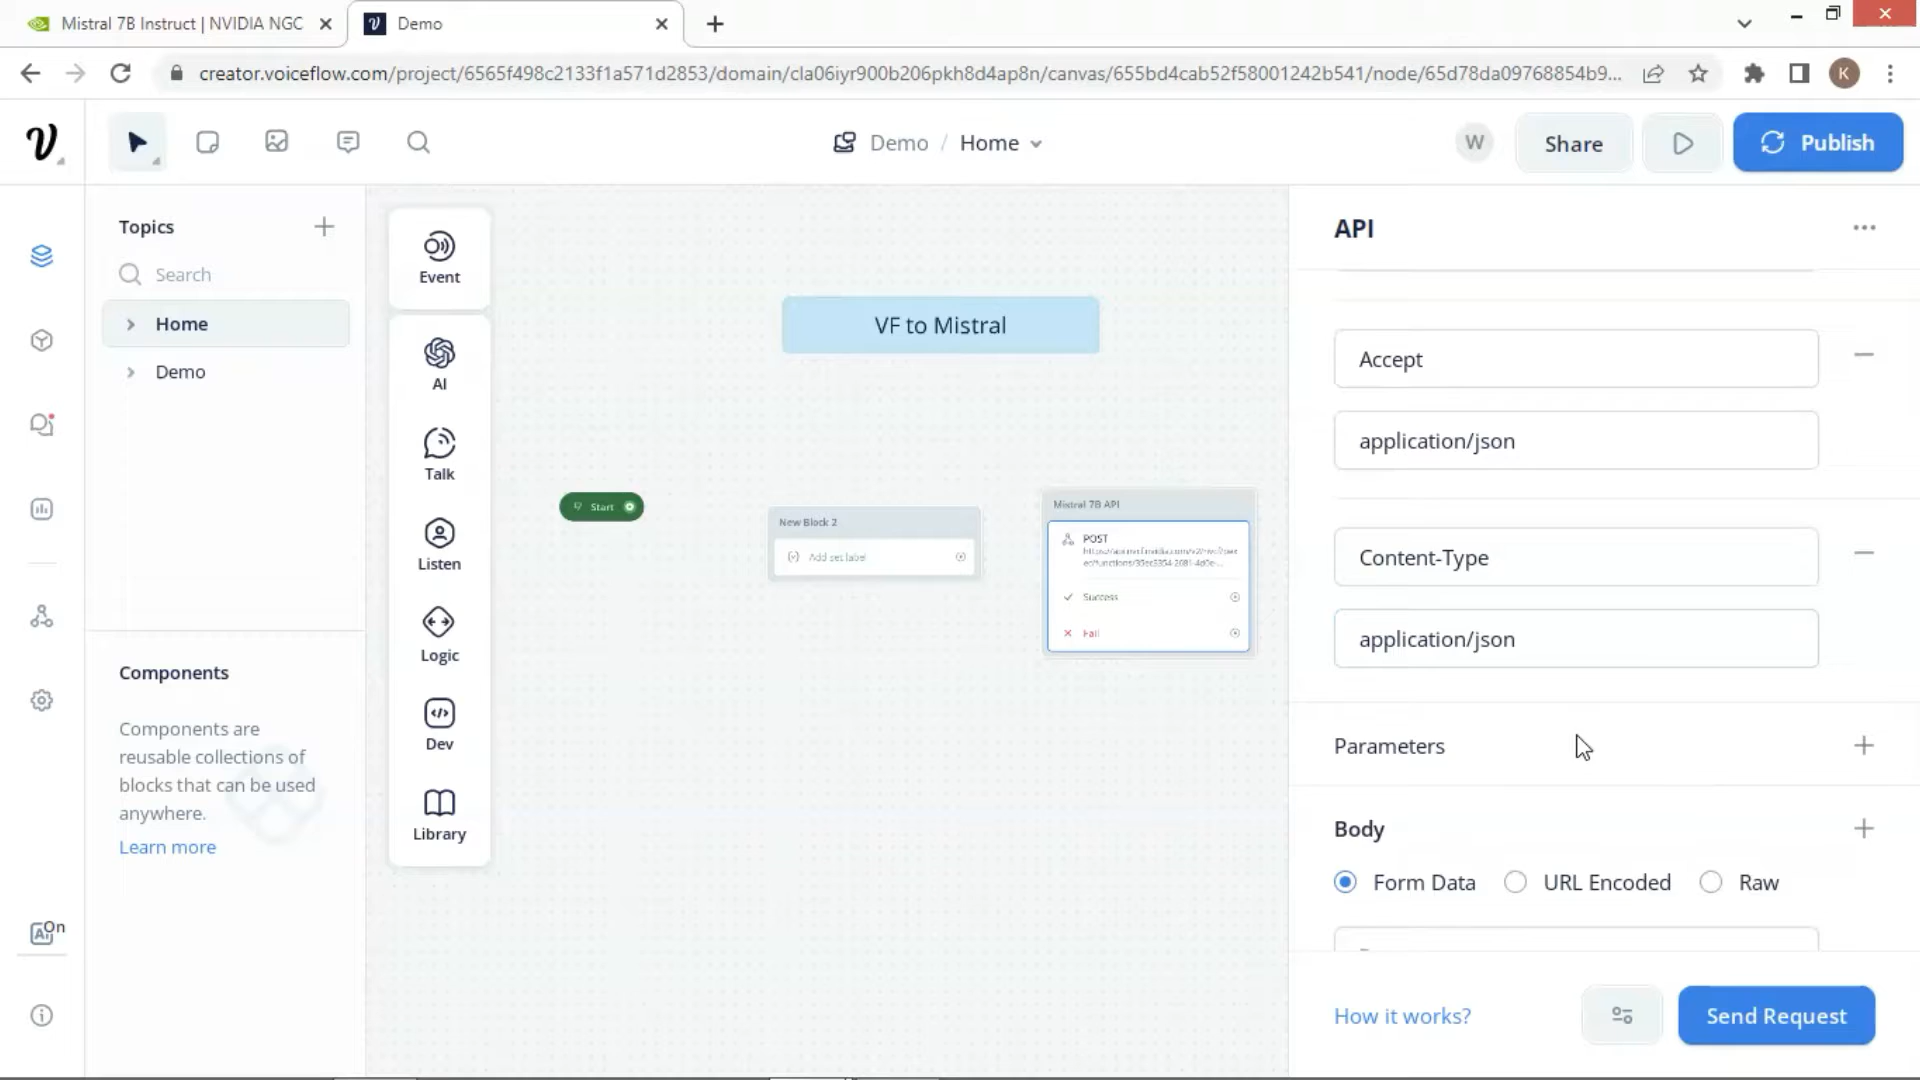 Mistral 7B Instruct | NVIDIA NGC
Demo
creator.voiceflow.com/project/6565f498c2133f1a571d2853/domain/cla06iyr900b206pkh8d4ap8n/canvas/655bd4cab52f58001242b541/node/65d78da09768854b9...
K
Demo / Home
W
Share
Publish
Topics
Search
Home
Demo
Components
Components are
reusable collections of
blocks that can be used
anywhere.
Learn more
On
Event
AI
Talk
Listen
Logic
Dev
Library
VF to Mistral
Start
New Block 2
Add set label
Mistral 7B API
POST
Success
Fail
API
Accept
application/json
Content-Type
application/json
Parameters
Body
Form Data
URL Encoded
Raw
How it works?
Send Request